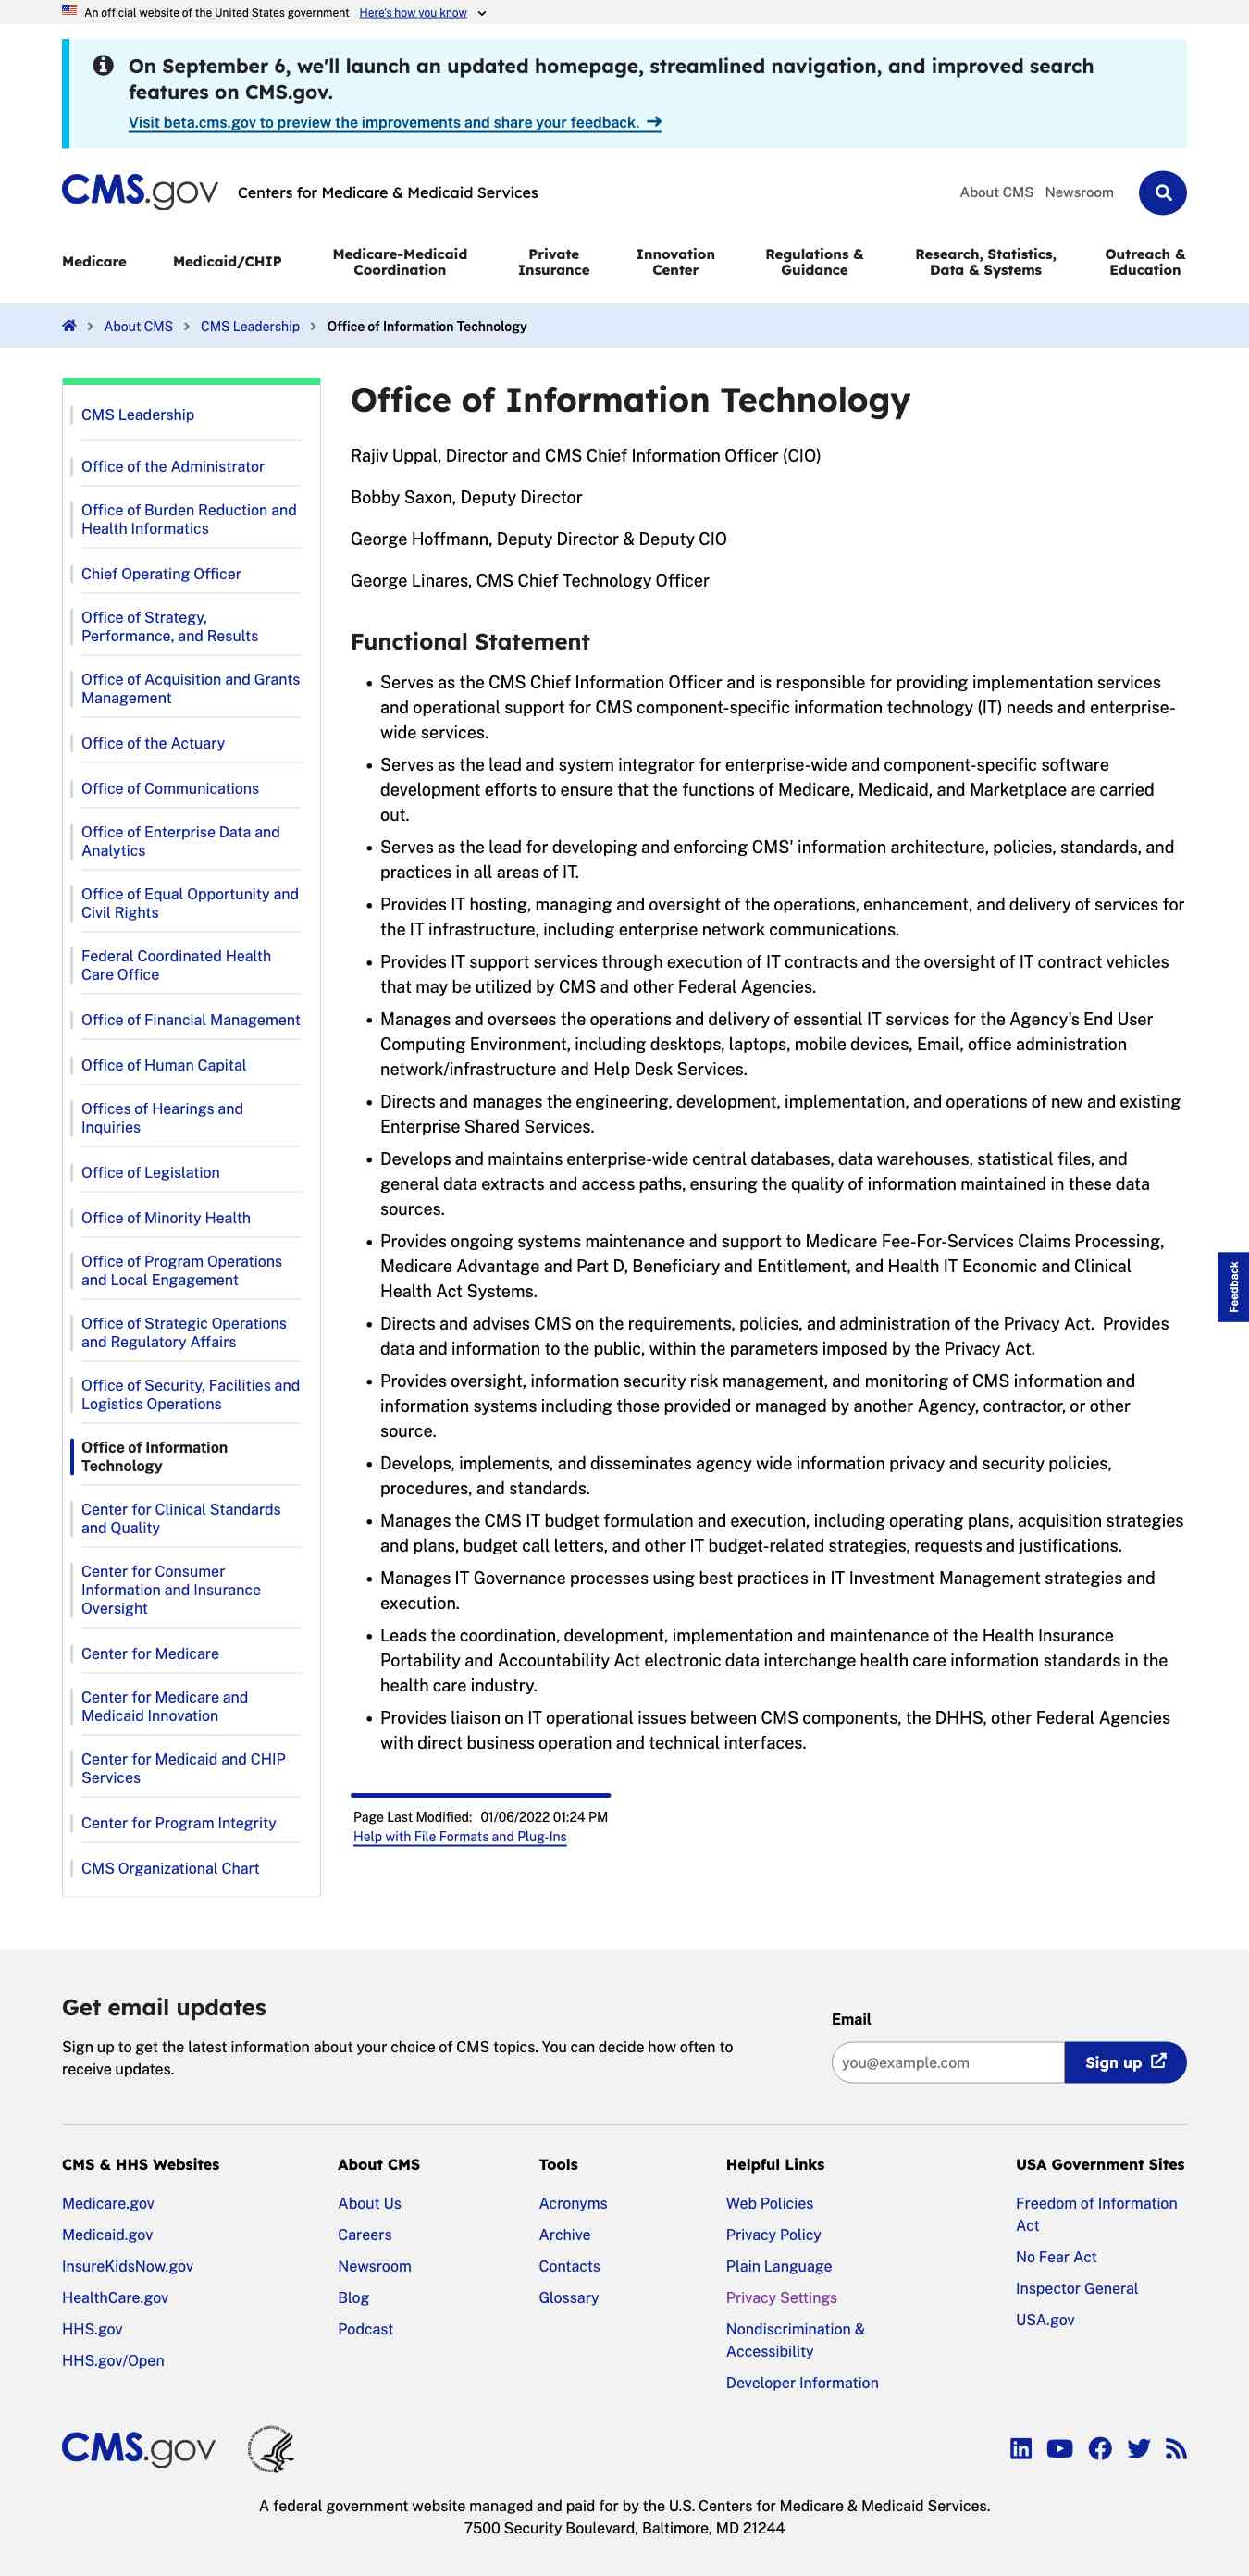 An official website of the United States government Here's how you know
On September 6, we'll launch an updated homepage, streamlined navigation, and improved search
features on CMS.gov.
Visit beta.cms.gov to preview the improvements and share your feedback.
CMS.gov Centers for Medicare & Medicaid Services
About CMS Newsroom
Medicare
Medicaid/CHIP
Medicare-Medicaid
Coordination
Private
Insurance
Innovation
Center
Regulations &
Guidance
Research, Statistics,
Data & Systems
Outreach &
Education
About CMS CMS Leadership Office of Information Technology
CMS Leadership
Office of the Administrator
Office of Burden Reduction and
Health Informatics
Chief Operating Officer
Office of Strategy,
Performance, and Results
Office of Acquisition and Grants
Management
Office of the Actuary
Office of Communications
Office of Enterprise Data and
Analytics
Office of Equal Opportunity and
Civil Rights
Federal Coordinated Health
Care Office
Office of Financial Management
Office of Human Capital
Offices of Hearings and
Inquiries
Office of Legislation
Office of Minority Health
Office of Program Operations
and Local Engagement
Office of Strategic Operations
and Regulatory Affairs
Office of Security, Facilities and
Logistics Operations
Office of Information
Technology
Center for Clinical Standards
and Quality
Center for Consumer
Information and Insurance
Oversight
Center for Medicare
Center for Medicare and
Medicaid Innovation
Center for Medicaid and CHIP
Services
Center for Program Integrity
CMS Organizational Chart
Office of Information Technology
Rajiv Uppal, Director and CMS Chief Information Officer (CIO)
Bobby Saxon, Deputy Director
George Hoffmann, Deputy Director & Deputy CIO
George Linares, CMS Chief Technology Officer
Functional Statement
• Serves as the CMS Chief Information Officer and is responsible for providing implementation services
and operational support for CMS component-specific information technology (IT) needs and enterprise-
wide services.
• Serves as the lead and system integrator for enterprise-wide and component-specific software
development efforts to ensure that the functions of Medicare, Medicaid, and Marketplace are carried
out.
• Serves as the lead for developing and enforcing CMS' information architecture, policies, standards, and
practices in all areas of IT.
• Provides IT hosting, managing and oversight of the operations, enhancement, and delivery of services for
the IT infrastructure, including enterprise network communications.
• Provides IT support services through execution of IT contracts and the oversight of IT contract vehicles
that may be utilized by CMS and other Federal Agencies.
• Manages and oversees the operations and delivery of essential IT services for the Agency's End User
Computing Environment, including desktops, laptops, mobile devices, Email, office administration
network/infrastructure and Help Desk Services.
• Directs and manages the engineering, development, implementation, and operations of new and existing
Enterprise Shared Services.
• Develops and maintains enterprise-wide central databases, data warehouses, statistical files, and
general data extracts and access paths, ensuring the quality of information maintained in these data
sources.
• Provides ongoing systems maintenance and support to Medicare Fee-For-Services Claims Processing,
Medicare Advantage and Part D, Beneficiary and Entitlement, and Health IT Economic and Clinical
Health Act Systems.
• Directs and advises CMS on the requirements, policies, and administration of the Privacy Act. Provides
data and information to the public, within the parameters imposed by the Privacy Act.
• Provides oversight, information security risk management, and monitoring of CMS information and
information systems including those provided or managed by another Agency, contractor, or other
source.
• Develops, implements, and disseminates agency wide information privacy and security policies,
procedures, and standards.
• Manages the CMS IT budget formulation and execution, including operating plans, acquisition strategies
and plans, budget call letters, and other IT budget-related strategies, requests and justifications.
• Manages IT Governance processes using best practices in IT Investment Management strategies and
execution.
• Leads the coordination, development, implementation and maintenance of the Health Insurance
Portability and Accountability Act electronic data interchange health care information standards in the
health care industry.
• Provides liaison on IT operational issues between CMS components, the DHHS, other Federal Agencies
with direct business operation and technical interfaces.
Page Last Modified: 01/06/2022 01:24 PM
Help with File Formats and Plug-Ins
Feedback
Get email updates
Sign up to get the latest information about your choice of CMS topics. You can decide how often to
receive updates.
Email
you@example.com
Sign up
CMS & HHS Websites
Medicare.gov
Medicaid.gov
InsureKidsNow.gov
HealthCare.gov
HHS.gov
HHS.gov/Open
About CMS
About Us
Careers
Newsroom
Blog
Podcast
Tools
Acronyms
Archive
Contacts
Glossary
Helpful Links
Web Policies
Privacy Policy
Plain Language
Privacy Settings
Nondiscrimination &
Accessibility
Developer Information
USA Government Sites
Freedom of Information
Act
No Fear Act
Inspector General
USA.gov
CMS.gov
A federal government website managed and paid for by the U.S. Centers for Medicare & Medicaid Services.
7500 Security Boulevard, Baltimore, MD 21244